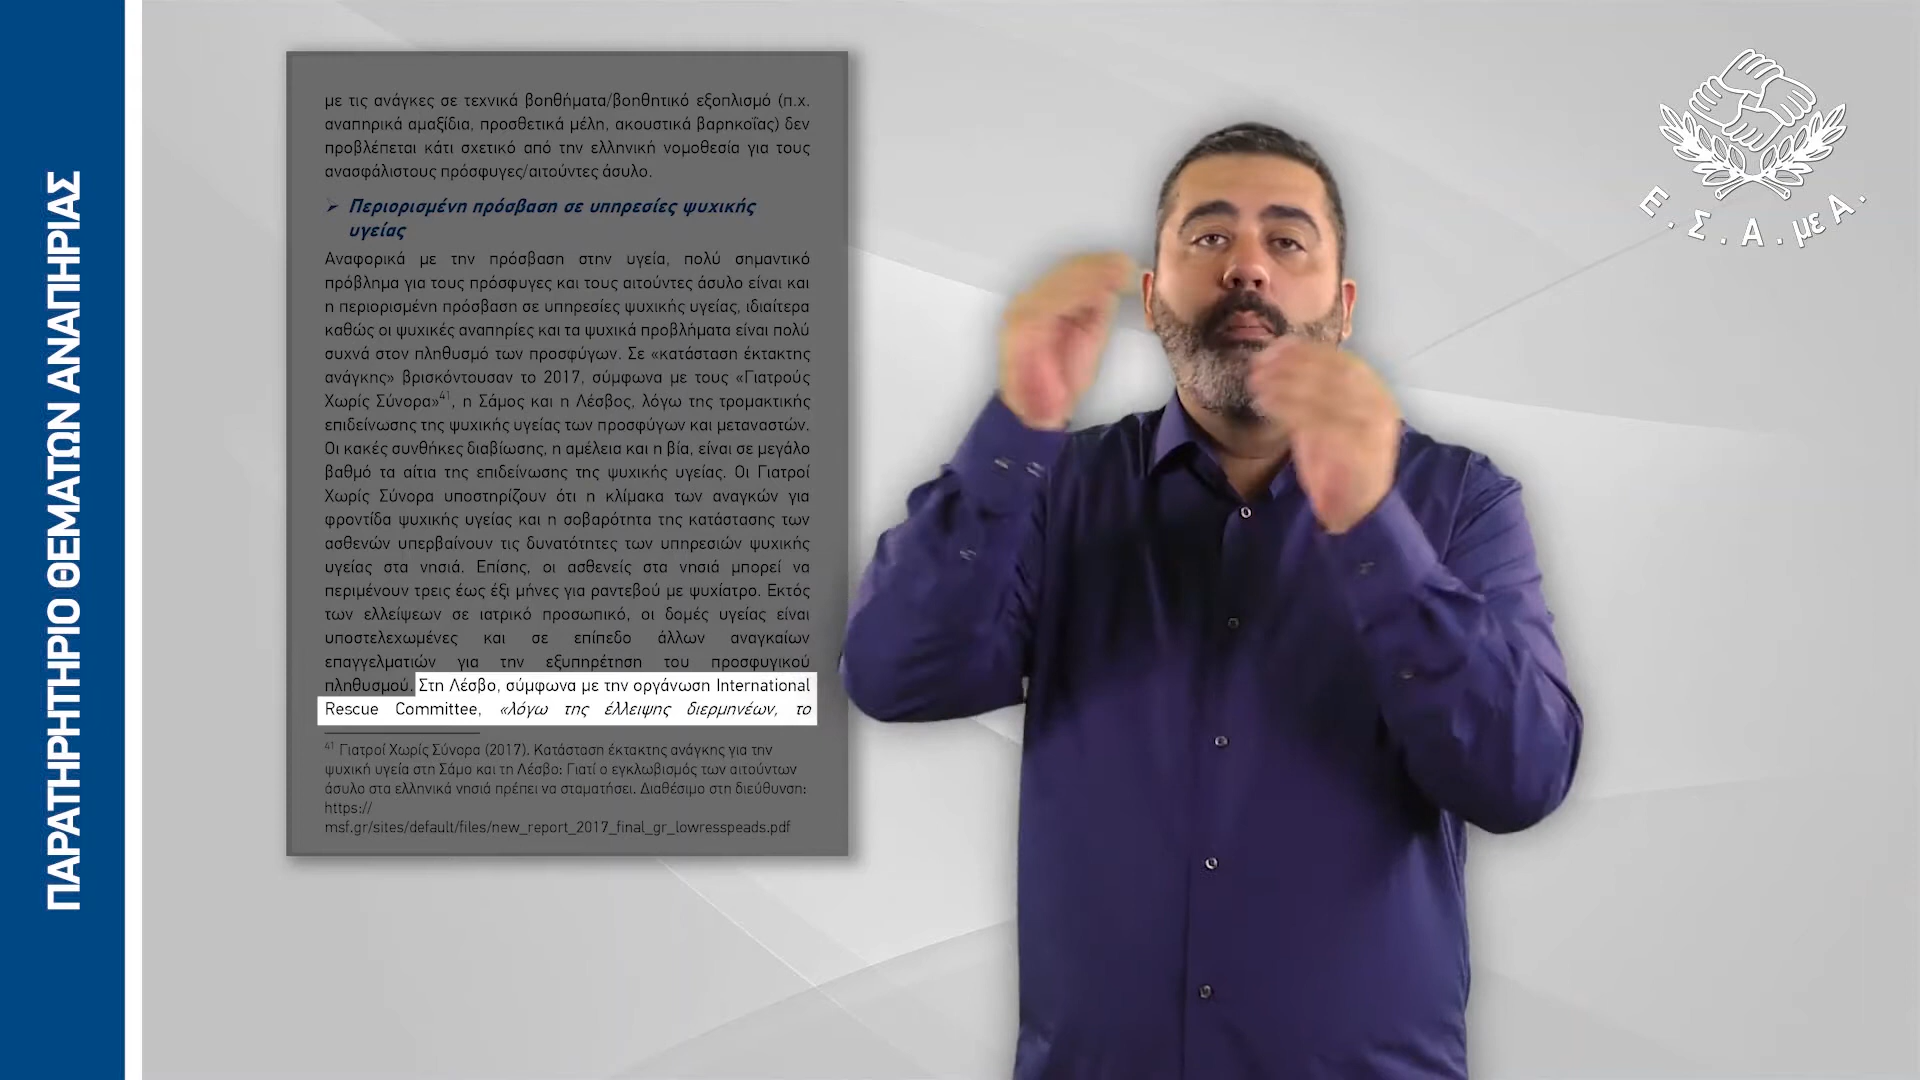 ΠΑΡΑΤΗΡΗΤΗΡΙΟ ΘΕΜΑΤΩΝ ΑΝΑΠΗΡΙΑΣ
με τις ανάγκες σε τεχνικά βοηθήματα/βοηθητικό εξοπλισμό (π.χ.
αναπηρικά αμαξίδια, προσθετικά μέλη, ακουστικά βαρηκοΐας) δεν
προβλέπεται κάτι σχετικό από την ελληνική νομοθεσία για τους
ανασφάλιστους πρόσφυγες/αιτούντες άσυλο.
➢ Περιορισμένη πρόσβαση σε υπηρεσίες ψυχικής
υγείας
Αναφορικά με την πρόσβαση στην υγεία, πολύ σημαντικό
πρόβλημα για τους πρόσφυγες και τους αιτούντες άσυλο είναι και
η περιορισμένη πρόσβαση σε υπηρεσίες ψυχικής υγείας, ιδιαίτερα
καθώς οι ψυχικές αναπηρίες και τα ψυχικά προβλήματα είναι πολύ
συχνά στον πληθυσμό των προσφύγων. Σε «κατάσταση έκτακτης
ανάγκης» βρισκόντουσαν το 2017, σύμφωνα με τους «Γιατρούς
Χωρίς Σύνορα»41, η Σάμος και η Λέσβος, λόγω της τρομακτικής
επιδείνωσης της ψυχικής υγείας των προσφύγων και μεταναστών.
Οι κακές συνθήκες διαβίωσης, η αμέλεια και η βία, είναι σε μεγάλο
βαθμό τα αίτια της επιδείνωσης της ψυχικής υγείας. Οι Γιατροί
Χωρίς Σύνορα υποστηρίζουν ότι η κλίμακα των αναγκών για
φροντίδα ψυχικής υγείας και η σοβαρότητα της κατάστασης των
ασθενών υπερβαίνουν τις δυνατότητες των υπηρεσιών ψυχικής
υγείας στα νησιά. Επίσης, οι ασθενείς στα νησιά μπορεί να
περιμένουν τρεις έως έξι μήνες για ραντεβού με ψυχίατρο. Εκτός
των ελλείψεων σε ιατρικό προσωπικό, οι δομές υγείας είναι
υποστελεχωμένες και σε επίπεδο άλλων αναγκαίων
επαγγελματιών για την εξυπηρέτηση του προσφυγικού
πληθυσμού. Στη Λέσβο, σύμφωνα με την οργάνωση International
Rescue Committee, «λόγω της έλλειψης διερμηνέων, το
41 Γιατροί Χωρίς Σύνορα (2017). Κατάσταση έκτακτης ανάγκης για την
ψυχική υγεία στη Σάμο και τη Λέσβο: Γιατί ο εγκλωβισμός των αιτούντων
άσυλο στα ελληνικά νησιά πρέπει να σταματήσει. Διαθέσιμο στη διεύθυνση:
https://
msf.gr/sites/default/files/new_report_2017_final_gr_lowresspeads.pdf
Ε.Σ.Α.μεΑ.